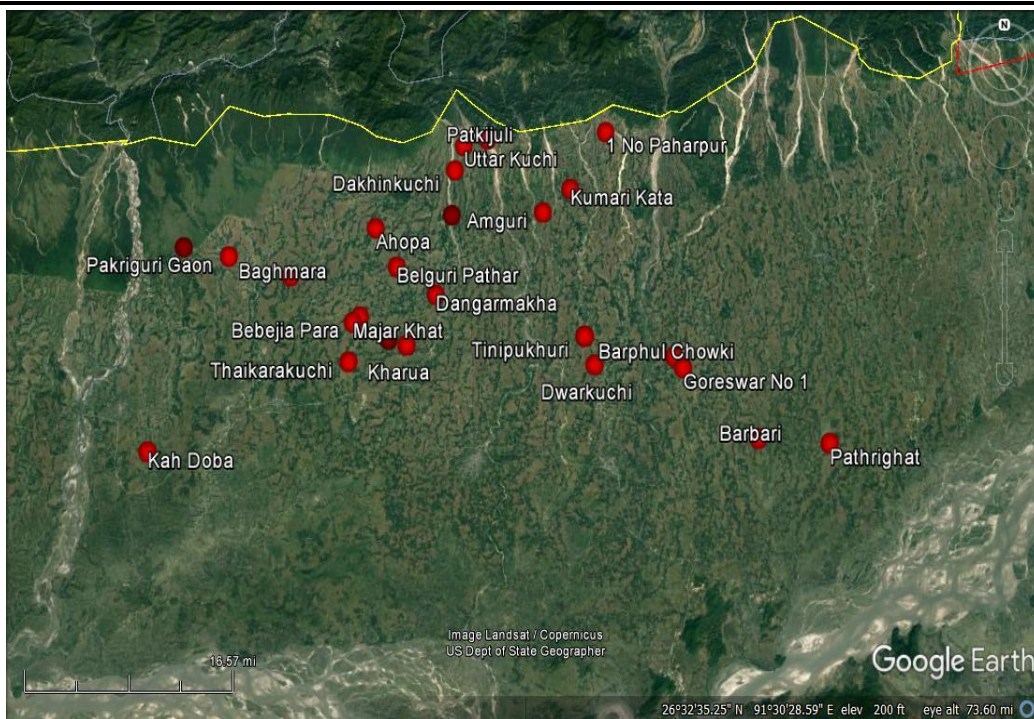 N
Patkijuli
1 No Paharpur
Uttar Kuchi
Dakhinkuchi
Kumari Kata
Amguri
Ahopa
Pakriguri Gaon
Baghmara
Belguri Pathar
Dangarmakha
Bebejia Para
Majar Khat
Tinipukhuri
Barphul Chowki
Thaikarakuchi
Kharua
Dwarkuchi
Goreswar No 1
Barbari
Pathrighat
Kah Doba
Image Landsat / Copernicus
US Dept of State Geographer
16.57 mi
Google Earth
26°32'35.25" N 91°30'28.59" E elev 200 ft eye alt 73.60 mi